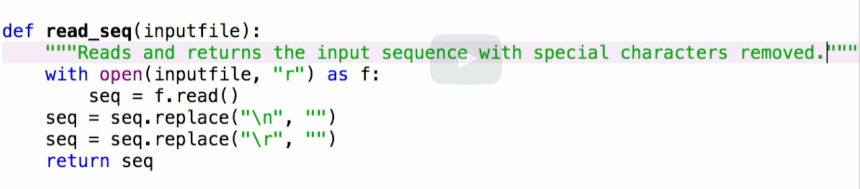 def read_seq(inputfile):
    """Reads and returns the input sequence with special characters removed."""
    with open(inputfile, "r") as f:
        seq = f.read()
    seq = seq.replace("\n", "")
    seq = seq.replace("\r", "")
    return seq